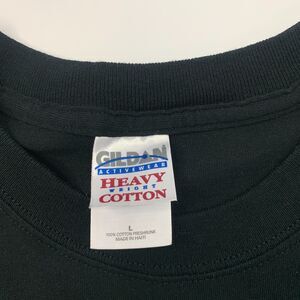 GILDAN
ACTIVEWEAR
HEAVY
WEIGHT
COTTON
L
100% COTTON PRESHRUNK
MADE IN HAITI